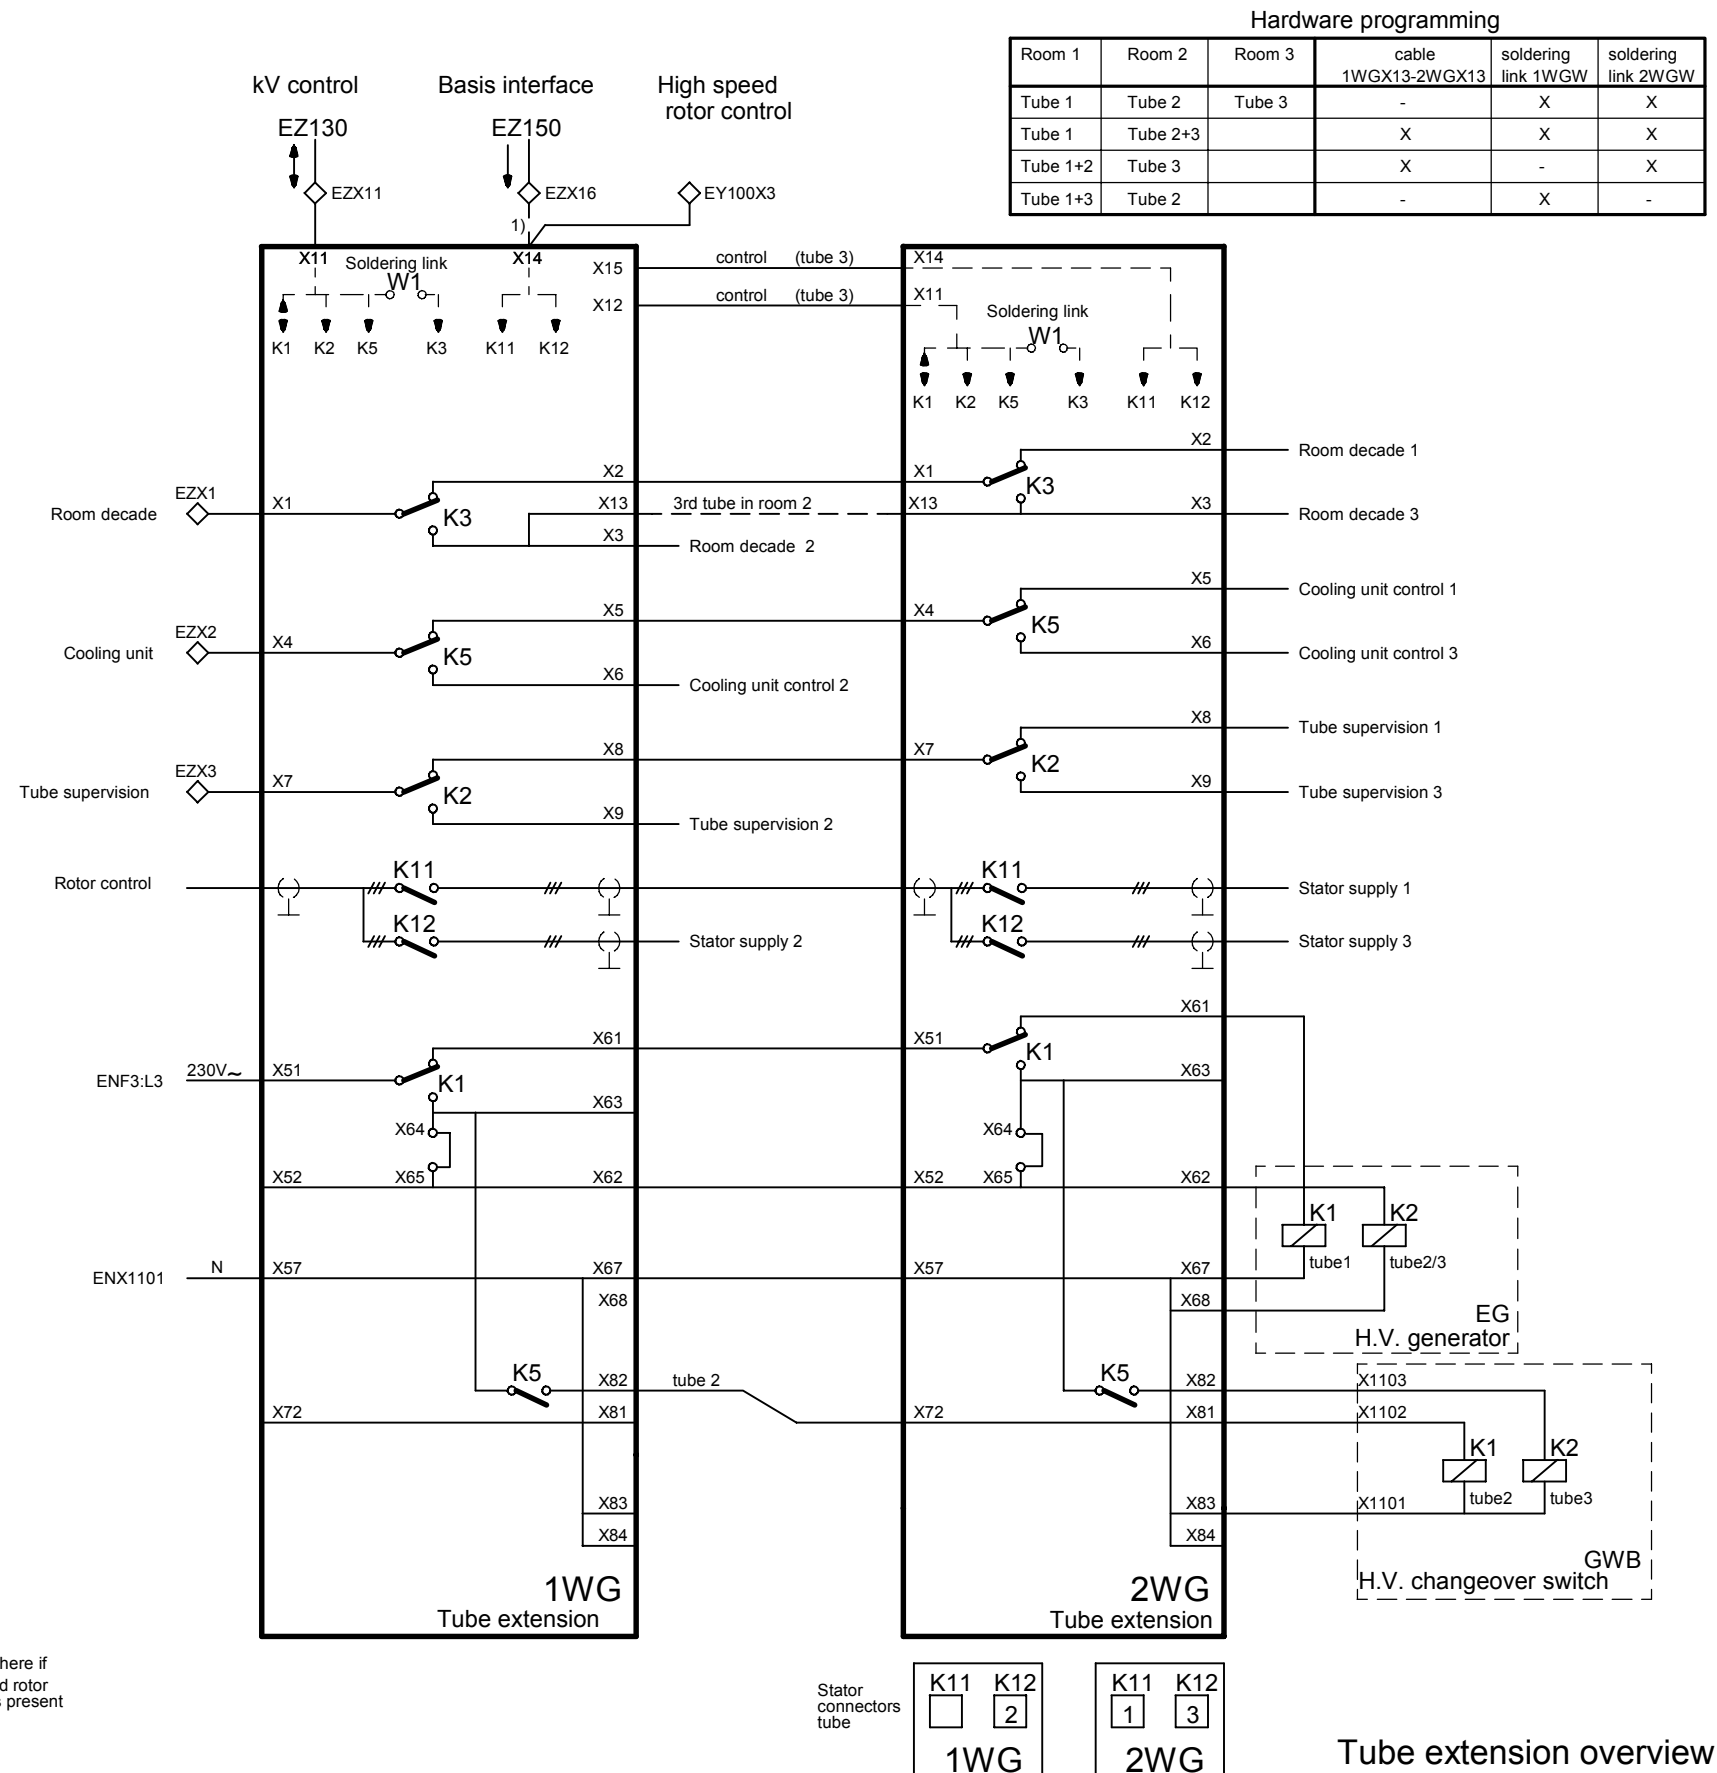 Hardware programming
Room 1 Room 2 Room 3 cable soldering soldering
1WGX13-2WGX13 link 1WGW link 2WGW
Tube 1 Tube 2 Tube 3 - X X
Tube 1 Tube 2+3 X X X
Tube 1+2 Tube 3 X - X
Tube 1+3 Tube 2 - X -
kV control Basis interface High speed
rotor control
EZ130 EZ150
EZX11 EZX16 EY100X3
1)
X11 Soldering link X14 X15 control (tube 3) X14
W1
X12 control (tube 3) X11
Soldering link
W1
K1 K2 K5 K3 K11 K12
K1 K2 K5 K3 K11 K12
X2 Room decade 1
X2 X1 K3
EZX1
Room decade X1 K3 X13 3rd tube in room 2 X13 X3 Room decade 3
X3 Room decade 2
X5 Cooling unit control 1
X5 X4 K5
EZX2
Cooling unit X4 K5 X6 Cooling unit control 3
X6 Cooling unit control 2
X8 Tube supervision 1
X8 X7 K2
EZX3
Tube supervision X7 K2 X9 Tube supervision 3
X9 Tube supervision 2
K11 K11
Rotor control Stator supply 1
K12 K12
Stator supply 2 Stator supply 3
X61
X61 X51 K1
ENF3:L3 230V~ X51 K1 X63
X63
X64 X64
X52 X65 X62 X52 X65 X62
K1 K2
tube1 tube2/3
ENX1101 N X57 X67 X57 X67
X68 X68
EG
H.V. generator
K5 X82 tube 2 K5 X82 X1103
X72 X81 X72 X81 X1102
K1 K2
tube2 tube3
X83 X83 X1101
X84 X84
GWB
H.V. changeover switch
1WG 2WG
Tube extension Tube extension
here if
d rotor
present
Stator
connectors
tube
K11 K12 K11 K12
2 1 3
1WG 2WG
Tube extension overview